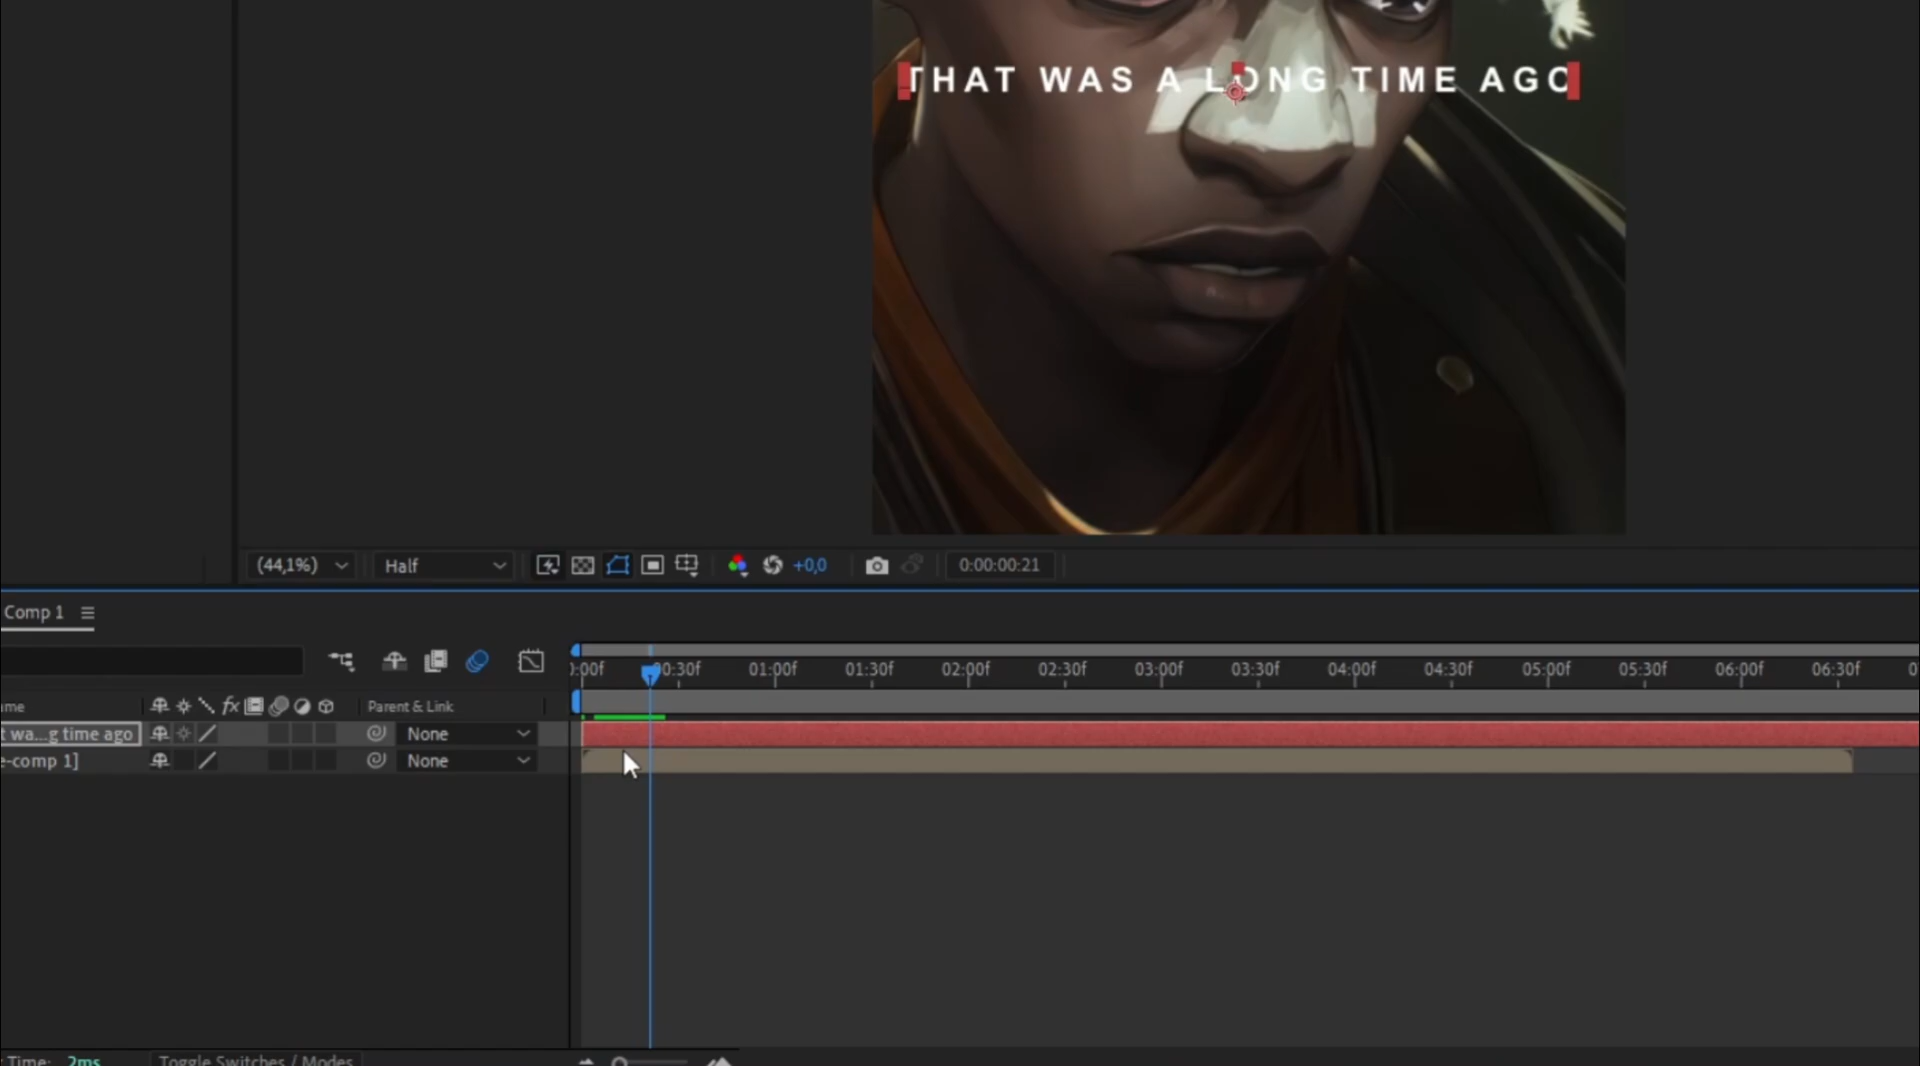 THAT WAS A LONG TIME AGO
(44,1%) Half +0,0 0:00:00:21
Comp 1
0:00f 00:30f 01:00f 01:30f 02:00f 02:30f 03:00f 03:30f 04:00f 04:30f 05:00f 05:30f 06:00f 06:30f 0
ame fx Parent & Link
t wa...g time ago None
e-comp 1] None
Time: 2ms Toggle Switches / Modes